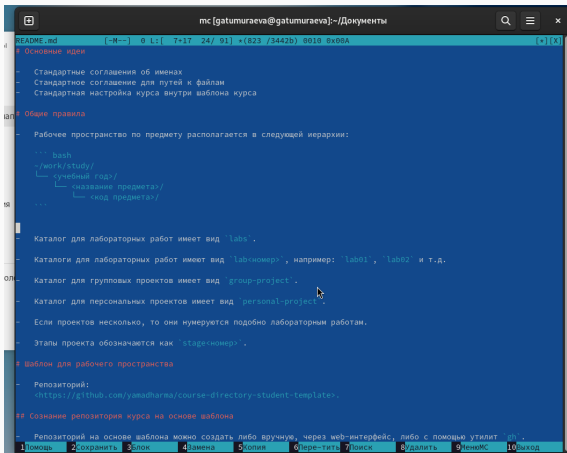 mc [gatumuraeva@gatumuraeva]:~/Документы
README.md [-M--] 0 L:[ 7+17 24/ 91] *(823 /3442b) 0010 0x00A [*][X]
# Основные идеи
- Стандартные соглашения об именах
- Стандартное соглашение для путей к файлам
- Стандартная настройка курса внутри шаблона курса
# Общие правила
- Рабочее пространство по предмету располагается в следующей иерархии:
``` bash
~/work/study/
└── <учебный год>/
└── <название предмета>/
└── <код предмета>/
```
- Каталог для лабораторных работ имеет вид `labs`.
- Каталоги для лабораторных работ имеют вид `lab<номер>`, например: `lab01`, `lab02` и т.д.
- Каталог для групповых проектов имеет вид `group-project`.
- Каталог для персональных проектов имеет вид `personal-project`.
- Если проектов несколько, то они нумеруются подобно лабораторным работам.
- Этапы проекта обозначаются как `stage<номер>`.
# Шаблон для рабочего пространства
- Репозиторий:
<https://github.com/yamadharma/course-directory-student-template>.
## Сознание репозитория курса на основе шаблона
- Репозиторий на основе шаблона можно создать либо вручную, через web-интерфейс, либо с помощью утилит `gh`.
1Помощь 2Сохранить 3Блок 4Замена 5Копия 6Пере~тить 7Поиск 8Удалить 9МенюMC 10Выход